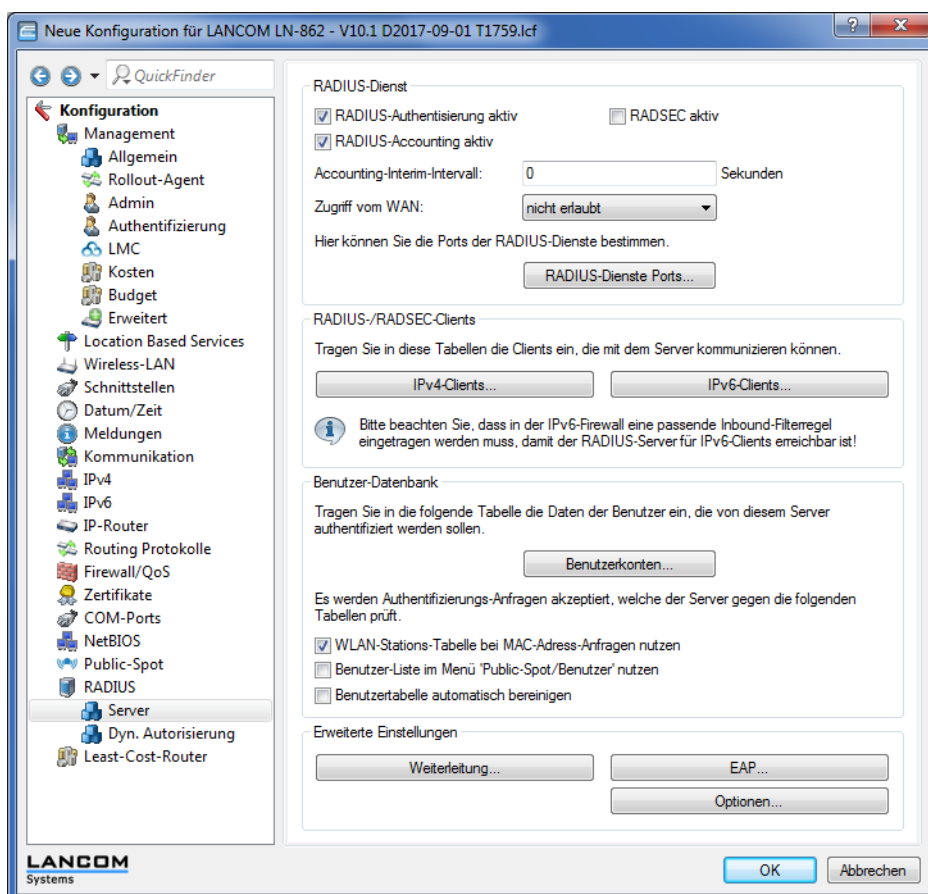 Neue Konfiguration für LANCOM LN-862 - V10.1 D2017-09-01 T1759.lcf
QuickFinder
Konfiguration
Management
Allgemein
Rollout-Agent
Admin
Authentifizierung
LMC
Kosten
Budget
Erweitert
Location Based Services
Wireless-LAN
Schnittstellen
Datum/Zeit
Meldungen
Kommunikation
IPv4
IPv6
IP-Router
Routing Protokolle
Firewall/QoS
Zertifikate
COM-Ports
NetBIOS
Public-Spot
RADIUS
Server
Dyn. Autorisierung
Least-Cost-Router
RADIUS-Dienst
RADIUS-Authentisierung aktiv
RADSEC aktiv
RADIUS-Accounting aktiv
Accounting-Interim-Intervall: 0 Sekunden
Zugriff vom WAN: nicht erlaubt
Hier können Sie die Ports der RADIUS-Dienste bestimmen.
RADIUS-Dienste Ports...
RADIUS-/RADSEC-Clients
Tragen Sie in diese Tabellen die Clients ein, die mit dem Server kommunizieren können.
IPv4-Clients...
IPv6-Clients...
Bitte beachten Sie, dass in der IPv6-Firewall eine passende Inbound-Filterregel
eingetragen werden muss, damit der RADIUS-Server für IPv6-Clients erreichbar ist!
Benutzer-Datenbank
Tragen Sie in die folgende Tabelle die Daten der Benutzer ein, die von diesem Server
authentifiziert werden sollen.
Benutzerkonten...
Es werden Authentifizierungs-Anfragen akzeptiert, welche der Server gegen die folgenden
Tabellen prüft.
WLAN-Stations-Tabelle bei MAC-Adress-Anfragen nutzen
Benutzer-Liste im Menü 'Public-Spot/Benutzer' nutzen
Benutzertabelle automatisch bereinigen
Erweiterte Einstellungen
Weiterleitung...
EAP...
Optionen...
LANCOM
Systems
OK
Abbrechen